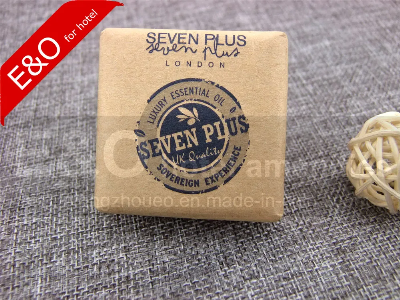 E&O
for hotel
SEVEN PLUS
seven plus
LONDON
LUXURY ESSENTIAL OIL
SEVEN PLUS
UK Quality
SOVEREIGN EXPERIENCE